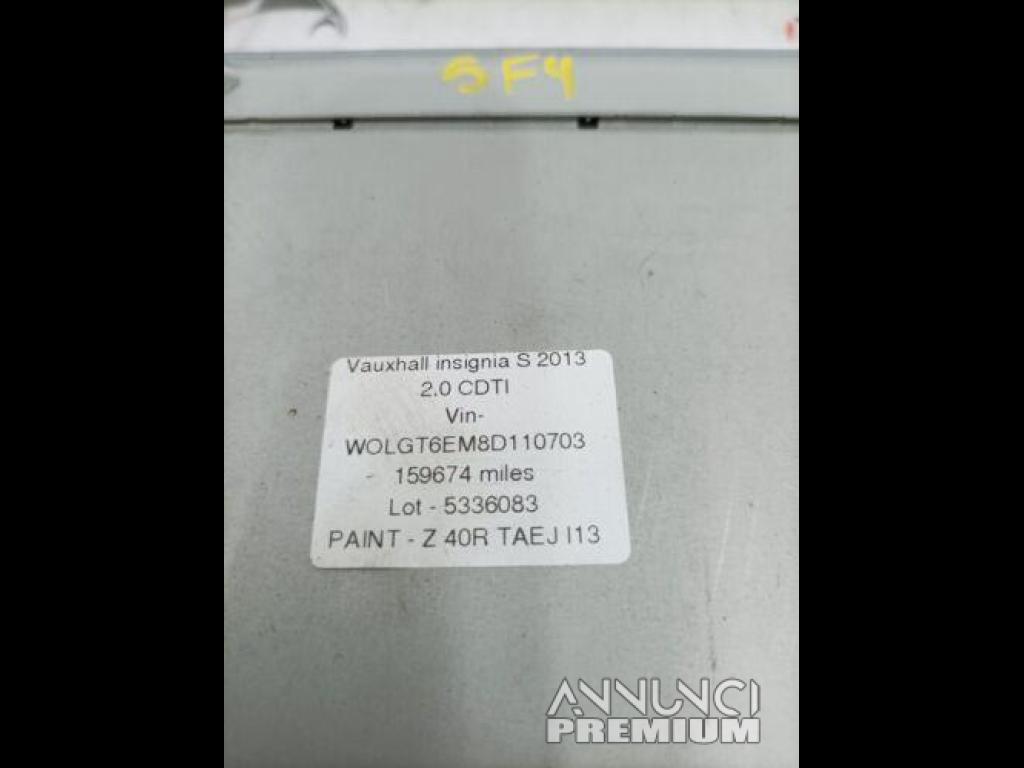 SF4
Vauxhall insignia S 2013
2.0 CDTI
Vin-
WOLGT6EM8D110703
- 159674 miles
Lot - 5336083
PAINT - Z 40R TAEJ I13
ANNUNCI
PREMIUM